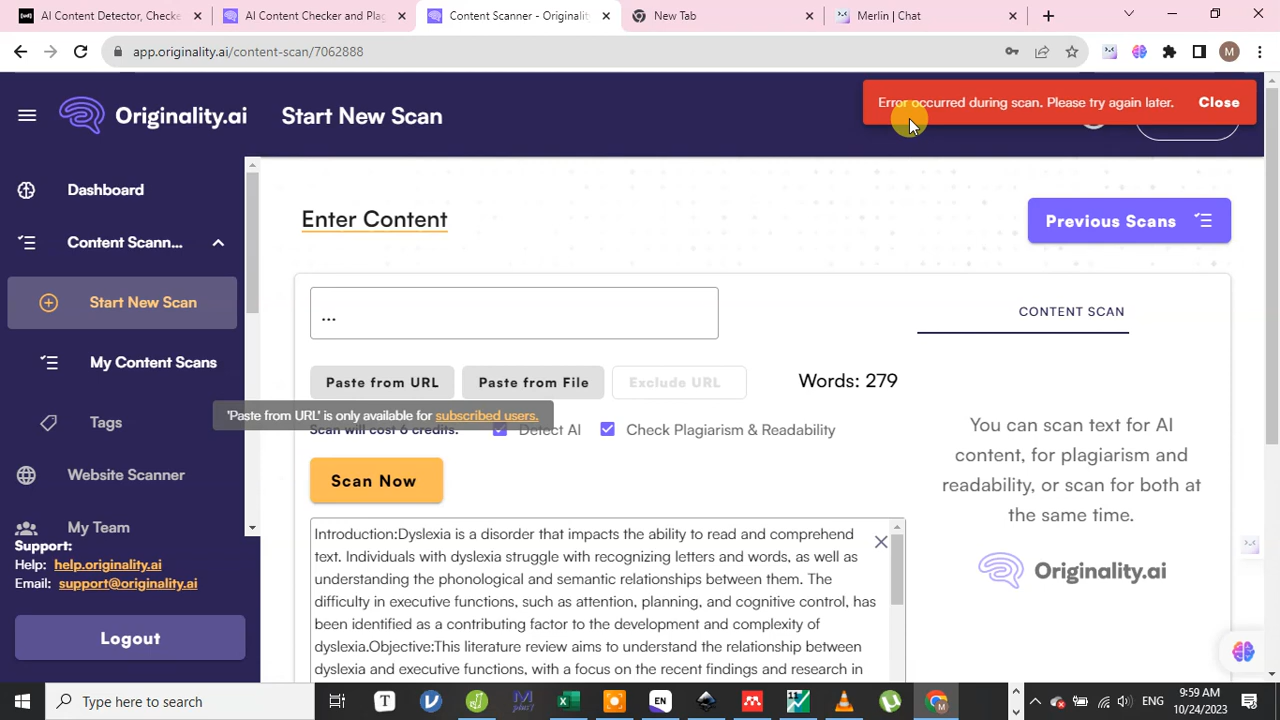 AI Content Detector, Checke
AI Content Checker and Plag
Content Scanner - Originality
New Tab
Merlin | Chat
app.originality.ai/content-scan/7062888
M
Originality.ai
Start New Scan
Error occurred during scan. Please try again later.
Close
Dashboard
Content Scann...
Start New Scan
My Content Scans
Tags
Website Scanner
My Team
Support:
Help: help.originality.ai
Email: support@originality.ai
Logout
Enter Content
Previous Scans
...
CONTENT SCAN
Paste from URL
Paste from File
Exclude URL
Words: 279
'Paste from URL' is only available for subscribed users.
Scan will cost 6 credits.
Detect AI
Check Plagiarism & Readability
Scan Now
You can scan text for AI
content, for plagiarism and
readability, or scan for both at
the same time.
Originality.ai
Introduction:Dyslexia is a disorder that impacts the ability to read and comprehend
text. Individuals with dyslexia struggle with recognizing letters and words, as well as
understanding the phonological and semantic relationships between them. The
difficulty in executive functions, such as attention, planning, and cognitive control, has
been identified as a contributing factor to the development and complexity of
dyslexia.Objective:This literature review aims to understand the relationship between
dyslexia and executive functions, with a focus on the recent findings and research in
Type here to search
T
EN
ENG
9:59 AM
10/24/2023